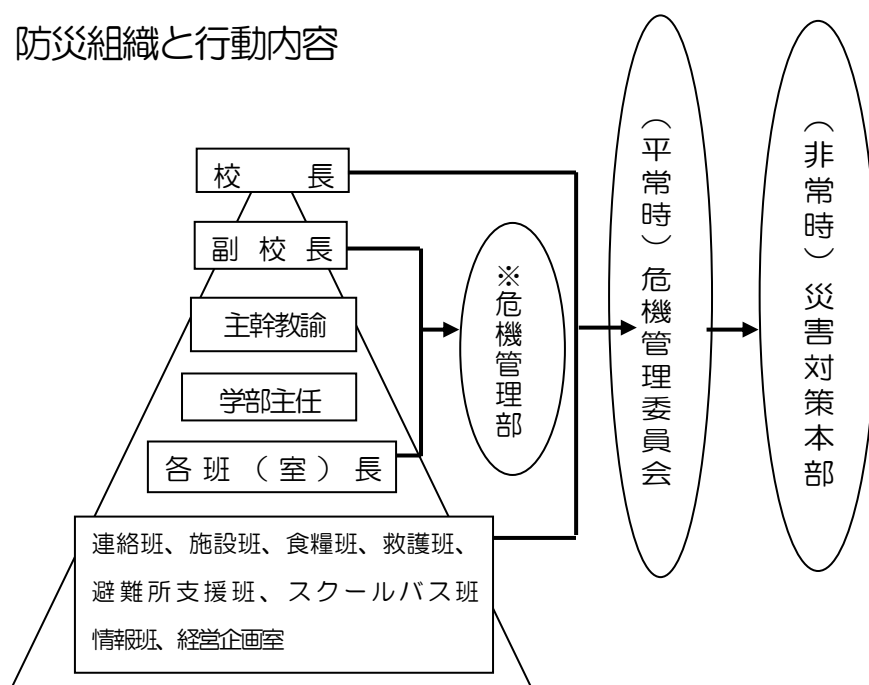 防災組織と行動内容
校長
副校長
主幹教諭
学部主任
各班（室）長
連絡班、施設班、食糧班、救護班、
避難所支援班、スクールバス班
情報班、経営企画室
※危機管理部
（平常時）危機管理委員会
（非常時）災害対策本部